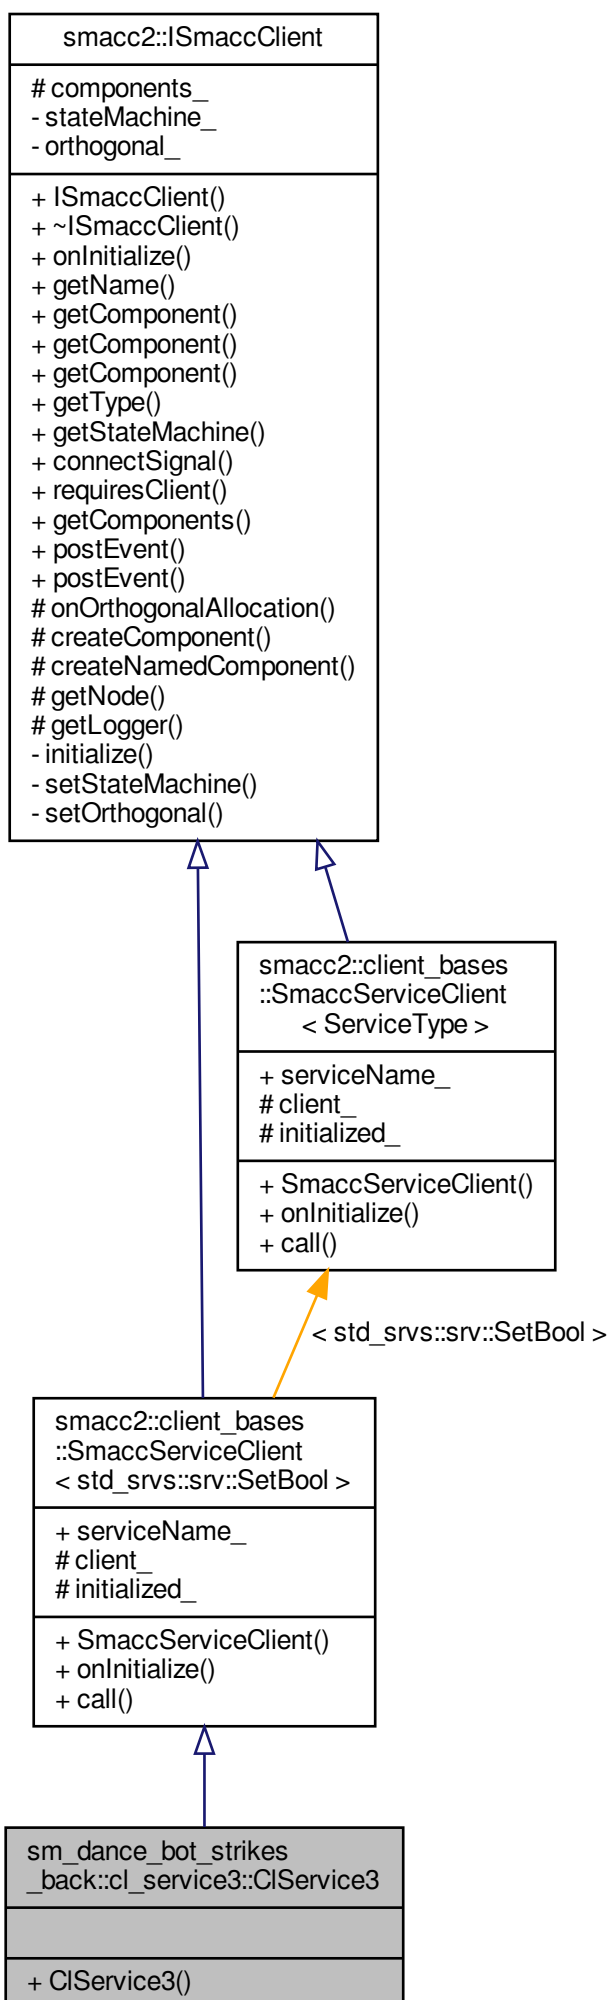 smacc2::ISmaccClient
# components_
- stateMachine_
- orthogonal_
+ ISmaccClient()
+ ~ISmaccClient()
+ onInitialize()
+ getName()
+ getComponent()
+ getComponent()
+ getComponent()
+ getType()
+ getStateMachine()
+ connectSignal()
+ requiresClient()
+ getComponents()
+ postEvent()
+ postEvent()
# onOrthogonalAllocation()
# createComponent()
# createNamedComponent()
# getNode()
# getLogger()
- initialize()
- setStateMachine()
- setOrthogonal()
smacc2::client_bases
::SmaccServiceClient
< ServiceType >
+ serviceName_
# client_
# initialized_
+ SmaccServiceClient()
+ onInitialize()
+ call()
< std_srvs::srv::SetBool >
smacc2::client_bases
::SmaccServiceClient
< std_srvs::srv::SetBool >
+ serviceName_
# client_
# initialized_
+ SmaccServiceClient()
+ onInitialize()
+ call()
sm_dance_bot_strikes
_back::cl_service3::ClService3
+ ClService3()